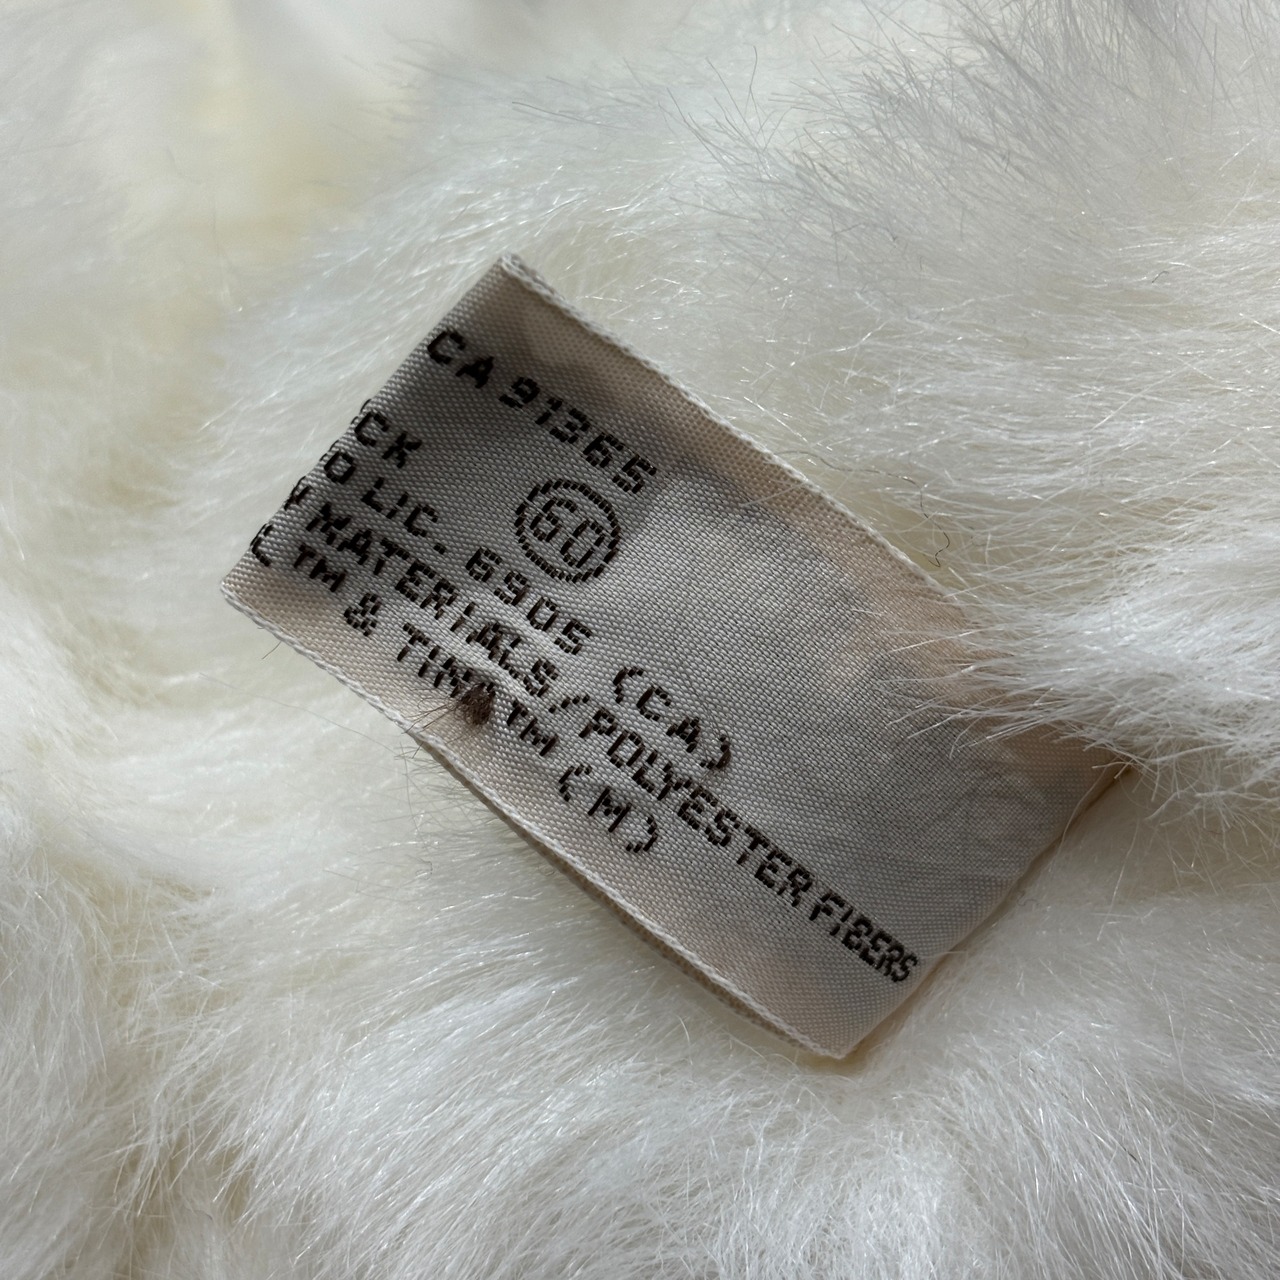 CA 91365
CK
60
O LIC. 6905 (CA)
W MATERIALS/POLYESTER FIBERS
TM & TM (M)